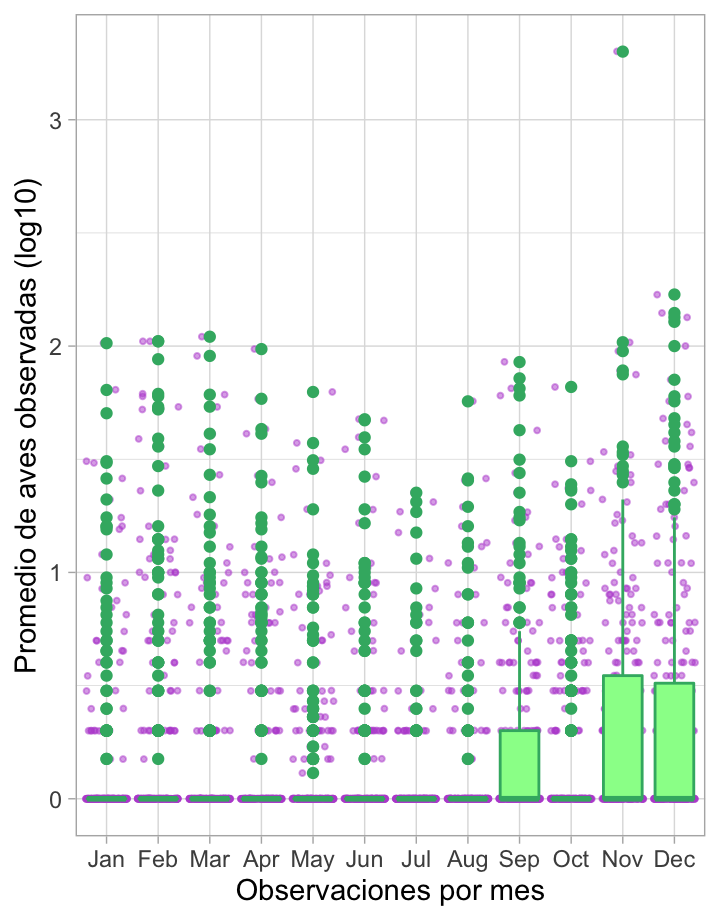 Promedio de aves observadas (log10)
3
2
1
0
Jan Feb Mar Apr May Jun Jul Aug Sep Oct Nov Dec
Observaciones por mes